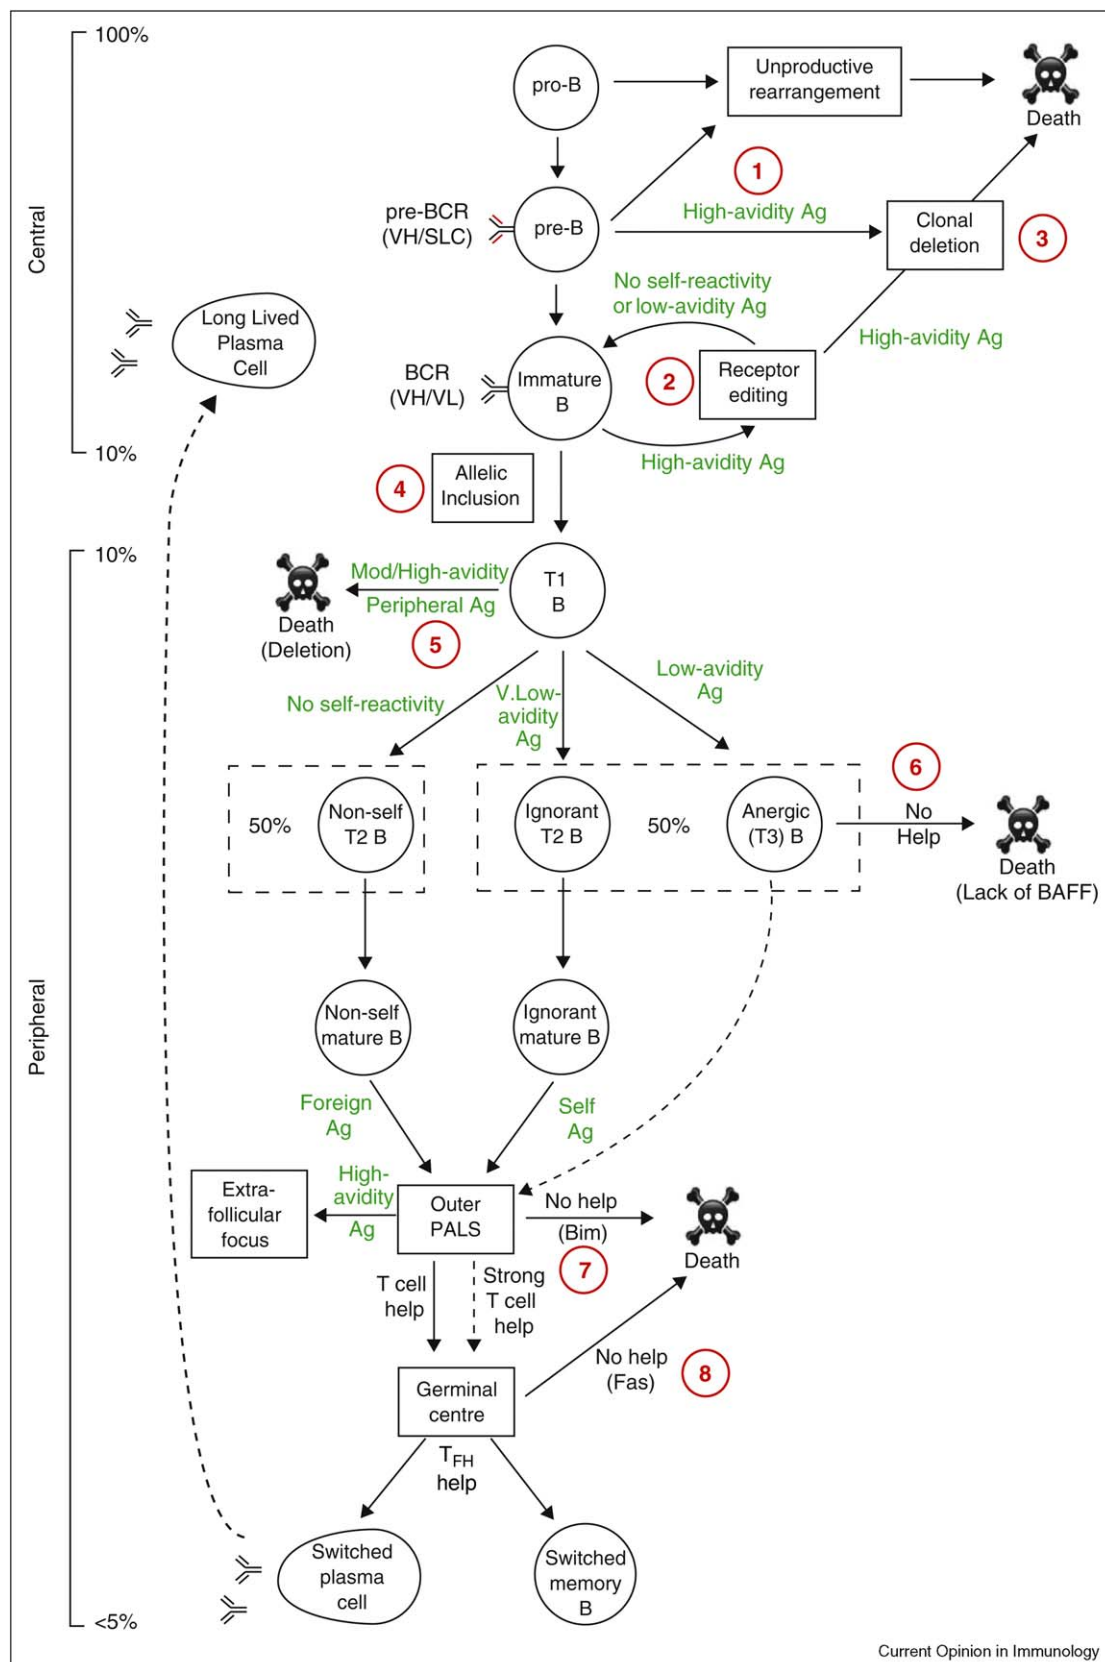 100%
pro-B
Unproductive
rearrangement
Death
1
pre-BCR
(VH/SLC)
pre-B
High-avidity Ag
Clonal
deletion
3
Central
No self-reactivity
or low-avidity Ag
Long Lived
Plasma
Cell
High-avidity Ag
BCR
(VH/VL)
Immature
B
2
Receptor
editing
10%
High-avidity Ag
4
Allelic
Inclusion
10%
Death
(Deletion)
Mod/High-avidity
Peripheral Ag
5
T1
B
No self-reactivity
V.Low-
avidity
Ag
Low-avidity
Ag
6
50%
Non-self
T2 B
Ignorant
T2 B
50%
Anergic
(T3) B
No
Help
Death
(Lack of BAFF)
Peripheral
Non-self
mature B
Ignorant
mature B
Foreign
Ag
Self
Ag
Extra-
follicular
focus
High-
avidity
Ag
Outer
PALS
No help
(Bim)
7
Death
T cell
help
Strong
T cell
help
No help
(Fas)
8
Germinal
centre
TFH
help
Switched
plasma
cell
Switched
memory
B
<5%
Current Opinion in Immunology